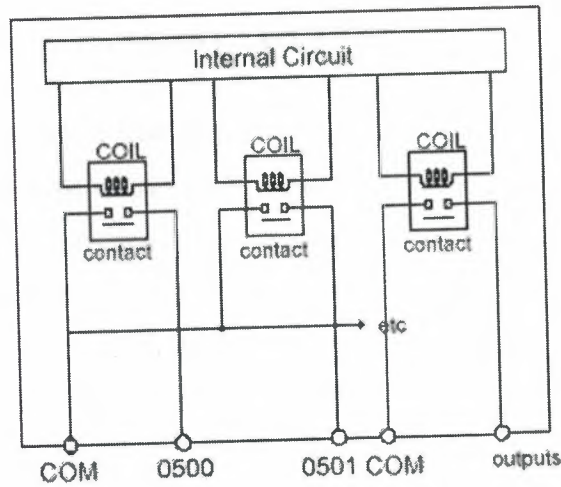 Internal Circuit
COIL COIL COIL
contact contact contact
etc
COM 0500 0501 COM outputs